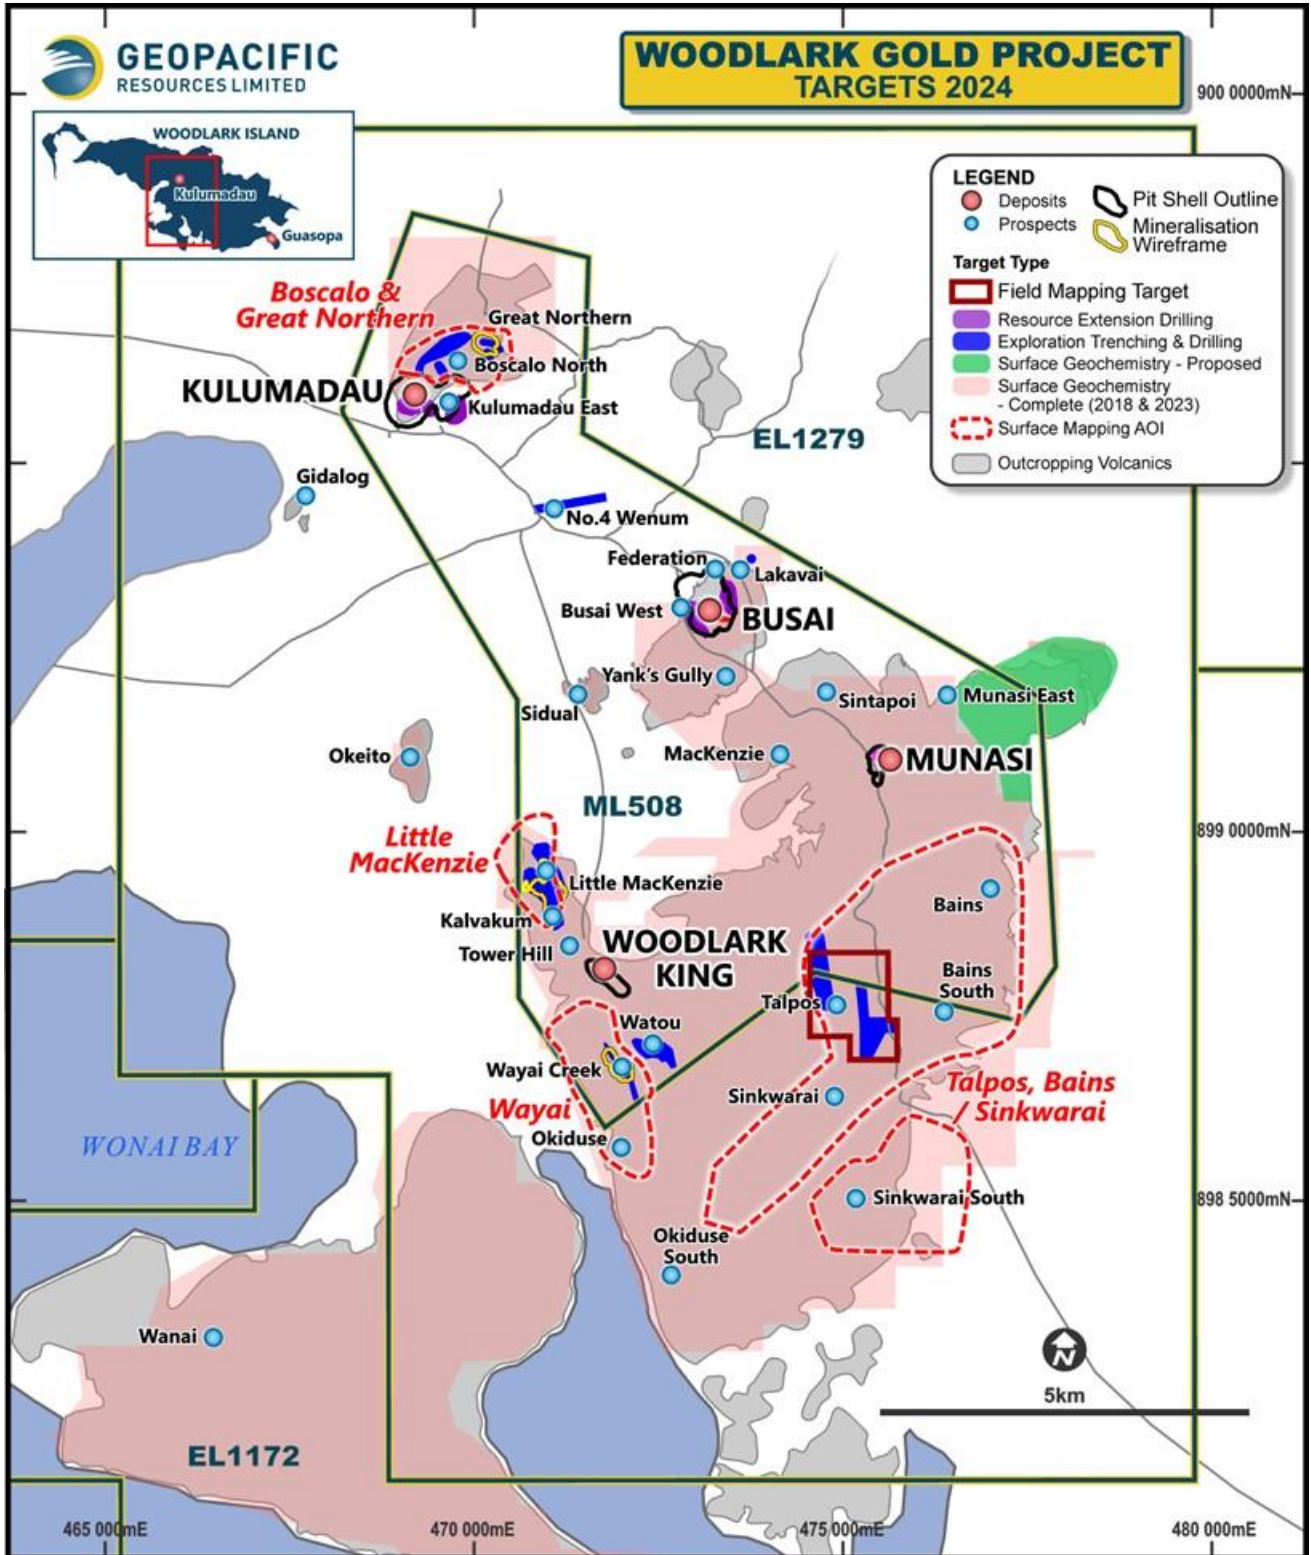 GEOPACIFIC
RESOURCES LIMITED
WOODLARK GOLD PROJECT
TARGETS 2024
900 0000mN
WOODLARK ISLAND
Kulumadau
Guasopa
LEGEND
Deposits
Prospects
Pit Shell Outline
Mineralisation
Wireframe
Target Type
Field Mapping Target
Resource Extension Drilling
Exploration Trenching & Drilling
Surface Geochemistry - Proposed
Surface Geochemistry
- Complete (2018 & 2023)
Surface Mapping AOI
Outcropping Volcanics
Boscalo &
Great Northern
Great Northern
Boscalo North
KULUMADAU
Kulumadau East
EL1279
Gidalog
No.4 Wenum
Federation
Lakavai
Busai West
BUSAI
Yank's Gully
Sintapoi
Munasi East
Sidual
Okeito
MacKenzie
MUNASI
ML508
899 0000mN
Little
MacKenzie
Little MacKenzie
Kalvakum
Tower Hill
WOODLARK
KING
Bains
Bains
South
Talpos
Watou
Wayai Creek
Sinkwarai
Talpos, Bains
Sinkwarai
Wayai
Okiduse
WONAI BAY
Sinkwarai South
898 5000mN
Okiduse
South
Wanai
N
5km
EL1172
465 000mE
470 000mE
475 000mE
480 000mE